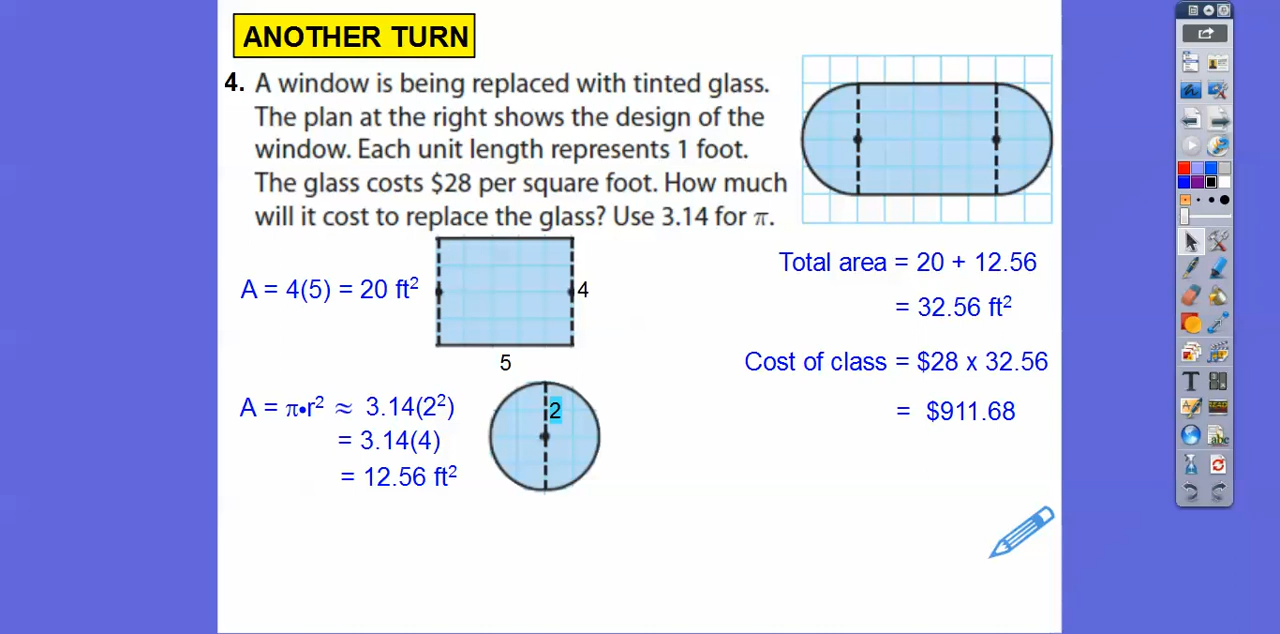 ANOTHER TURN
4. A window is being replaced with tinted glass.
The plan at the right shows the design of the
window. Each unit length represents 1 foot.
The glass costs $28 per square foot. How much
will it cost to replace the glass? Use 3.14 for π.
A = 4(5) = 20 ft²
4
5
A = π•r² ≈ 3.14(2²)
= 3.14(4)
= 12.56 ft²
2
Total area = 20 + 12.56
= 32.56 ft²
Cost of class = $28 x 32.56
= $911.68